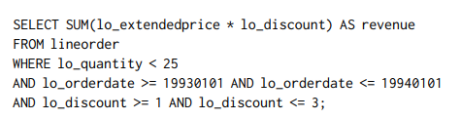 SELECT SUM(lo_extendedprice * lo_discount) AS revenue
FROM lineorder
WHERE lo_quantity < 25
AND lo_orderdate >= 19930101 AND lo_orderdate <= 19940101
AND lo_discount >= 1 AND lo_discount <= 3;